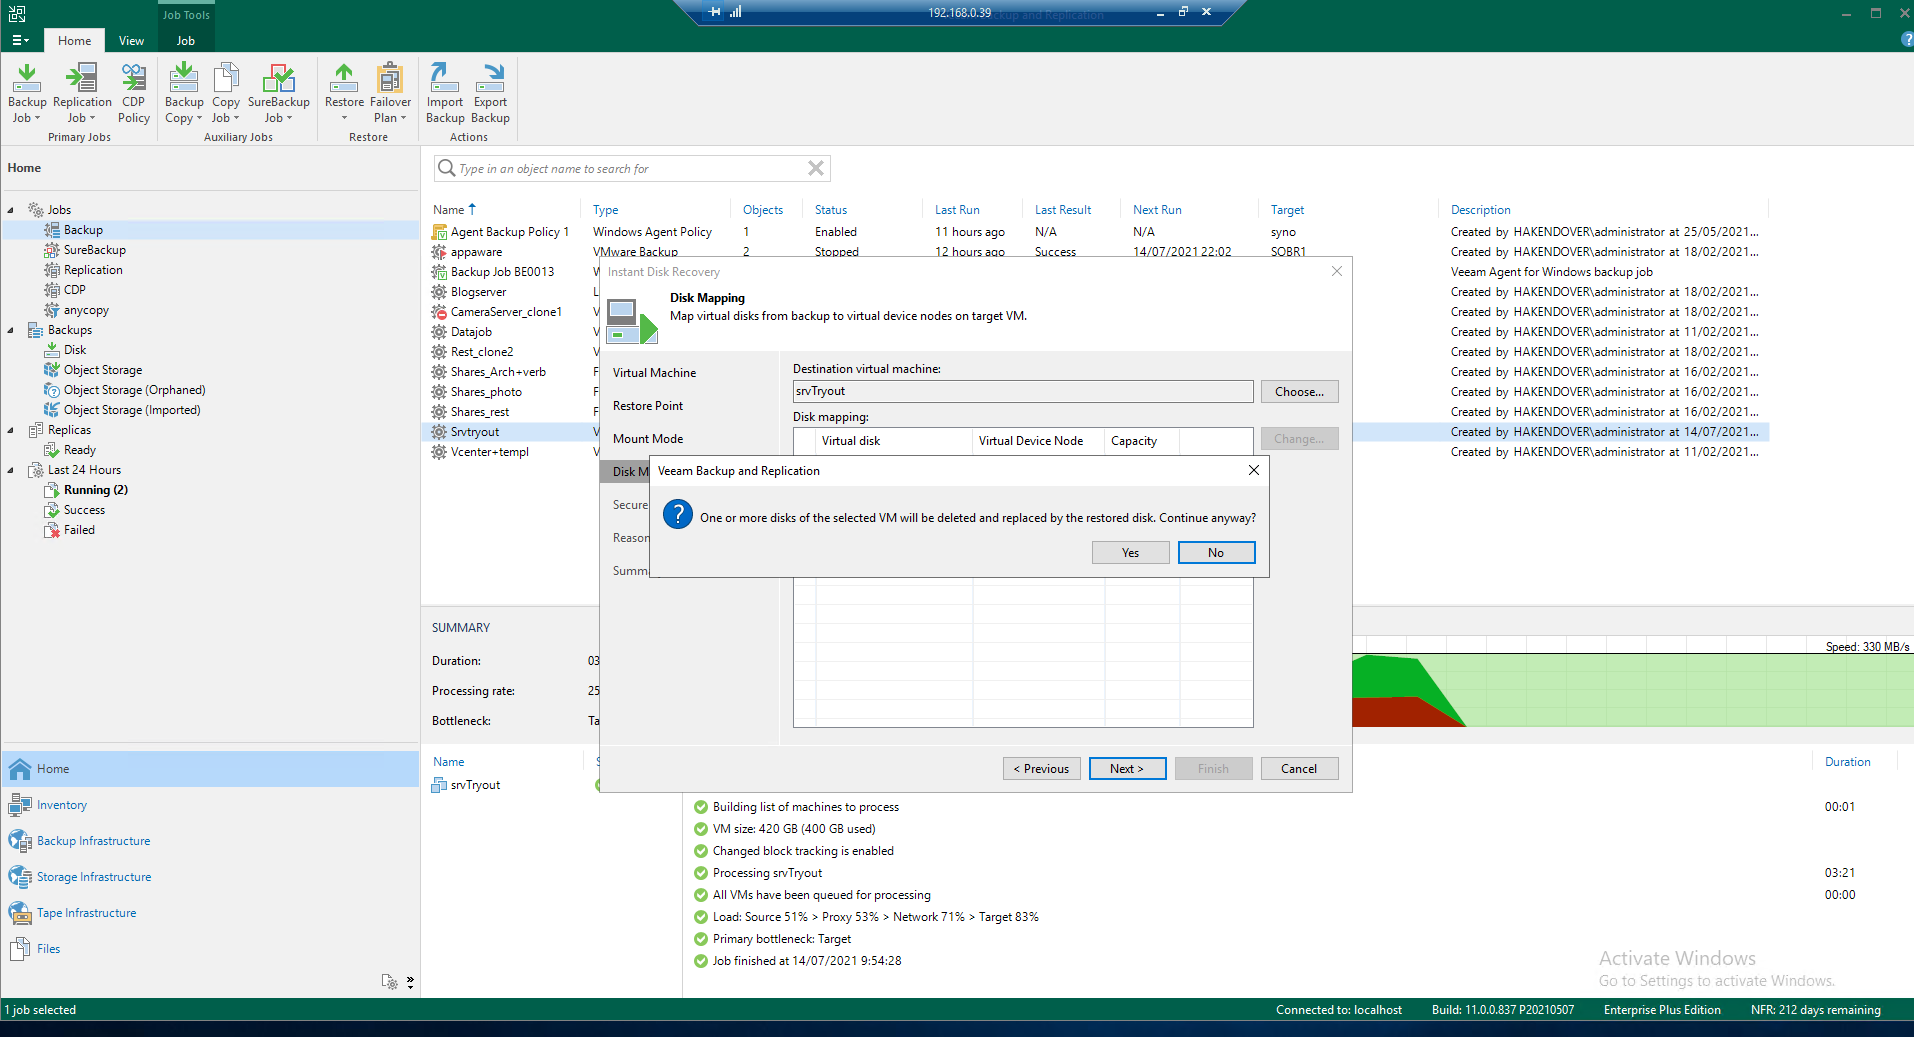 Job Tools
192.168.0.39
Backup and Replication
Home
View
Job
Backup Job
Replication Job
CDP Policy
Primary Jobs
Backup Copy
Copy Job
SureBackup Job
Auxiliary Jobs
Restore
Failover Plan
Restore
Import Backup
Export Backup
Actions
Home
Type in an object name to search for
Jobs
Backup
SureBackup
Replication
CDP
anycopy
Backups
Disk
Object Storage
Object Storage (Orphaned)
Object Storage (Imported)
Replicas
Ready
Last 24 Hours
Running (2)
Success
Failed
Name Type Objects Status Last Run Last Result Next Run Target Description
Agent Backup Policy 1 Windows Agent Policy 1 Enabled 11 hours ago N/A N/A syno Created by HAKENDOVER\administrator at 25/05/2021...
appaware VMware Backup 2 Stopped 12 hours ago Success 14/07/2021 22:02 SOBR1 Created by HAKENDOVER\administrator at 18/02/2021...
Backup Job BE0013 W Veeam Agent for Windows backup job
Blogserver L Created by HAKENDOVER\administrator at 18/02/2021...
CameraServer_clone1 V Created by HAKENDOVER\administrator at 18/02/2021...
Datajob V Created by HAKENDOVER\administrator at 11/02/2021...
Rest_clone2 V Created by HAKENDOVER\administrator at 18/02/2021...
Shares_Arch+verb F Created by HAKENDOVER\administrator at 16/02/2021...
Shares_photo F Created by HAKENDOVER\administrator at 16/02/2021...
Shares_rest F Created by HAKENDOVER\administrator at 16/02/2021...
Srvtryout V Created by HAKENDOVER\administrator at 14/07/2021...
Vcenter+templ V Created by HAKENDOVER\administrator at 11/02/2021...
Instant Disk Recovery
Disk Mapping
Map virtual disks from backup to virtual device nodes on target VM.
Virtual Machine
Restore Point
Mount Mode
Disk M
Secure
Reason
Summa
Destination virtual machine:
srvTryout
Choose...
Disk mapping:
Virtual disk Virtual Device Node Capacity
Change...
Veeam Backup and Replication
One or more disks of the selected VM will be deleted and replaced by the restored disk. Continue anyway?
Yes
No
< Previous
Next >
Finish
Cancel
SUMMARY
Duration: 03
Processing rate: 25
Bottleneck: Ta
Speed: 330 MB/s
Name S
srvTryout
Duration
Building list of machines to process 00:01
VM size: 420 GB (400 GB used)
Changed block tracking is enabled
Processing srvTryout 03:21
All VMs have been queued for processing 00:00
Load: Source 51% > Proxy 53% > Network 71% > Target 83%
Primary bottleneck: Target
Job finished at 14/07/2021 9:54:28
Home
Inventory
Backup Infrastructure
Storage Infrastructure
Tape Infrastructure
Files
Activate Windows
Go to Settings to activate Windows.
1 job selected
Connected to: localhost
Build: 11.0.0.837 P20210507
Enterprise Plus Edition
NFR: 212 days remaining